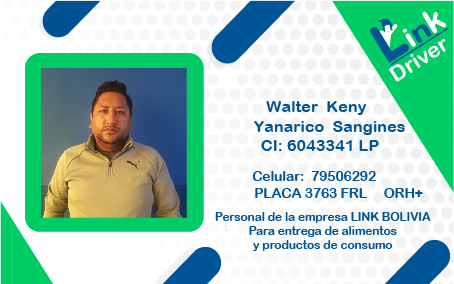 Link
Driver
Walter Keny
Yanarico Sangines
CI: 6043341 LP
Celular: 79506292
PLACA 3763 FRL ORH+
Personal de la empresa LINK BOLIVIA
Para entrega de alimentos
y productos de consumo